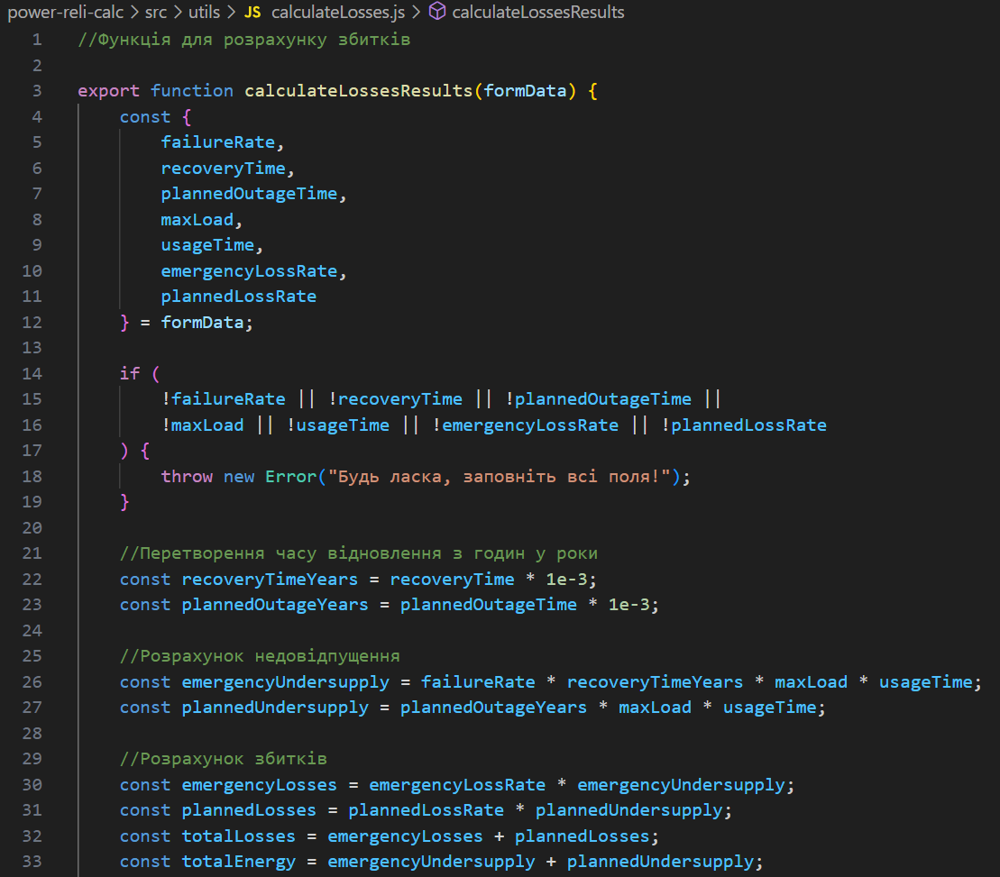 power-reli-calc > src > utils > JS calculateLosses.js > calculateLossesResults
1 //Функція для розрахунку збитків
2
3 export function calculateLossesResults(formData) {
4 const {
5 failureRate,
6 recoveryTime,
7 plannedOutageTime,
8 maxLoad,
9 usageTime,
10 emergencyLossRate,
11 plannedLossRate
12 } = formData;
13
14 if (
15 !failureRate || !recoveryTime || !plannedOutageTime ||
16 !maxLoad || !usageTime || !emergencyLossRate || !plannedLossRate
17 ) {
18 throw new Error("Будь ласка, заповніть всі поля!");
19 }
20
21 //Перетворення часу відновлення з годин у роки
22 const recoveryTimeYears = recoveryTime * 1e-3;
23 const plannedOutageYears = plannedOutageTime * 1e-3;
24
25 //Розрахунок недовідпущення
26 const emergencyUndersupply = failureRate * recoveryTimeYears * maxLoad * usageTime;
27 const plannedUndersupply = plannedOutageYears * maxLoad * usageTime;
28
29 //Розрахунок збитків
30 const emergencyLosses = emergencyLossRate * emergencyUndersupply;
31 const plannedLosses = plannedLossRate * plannedUndersupply;
32 const totalLosses = emergencyLosses + plannedLosses;
33 const totalEnergy = emergencyUndersupply + plannedUndersupply;